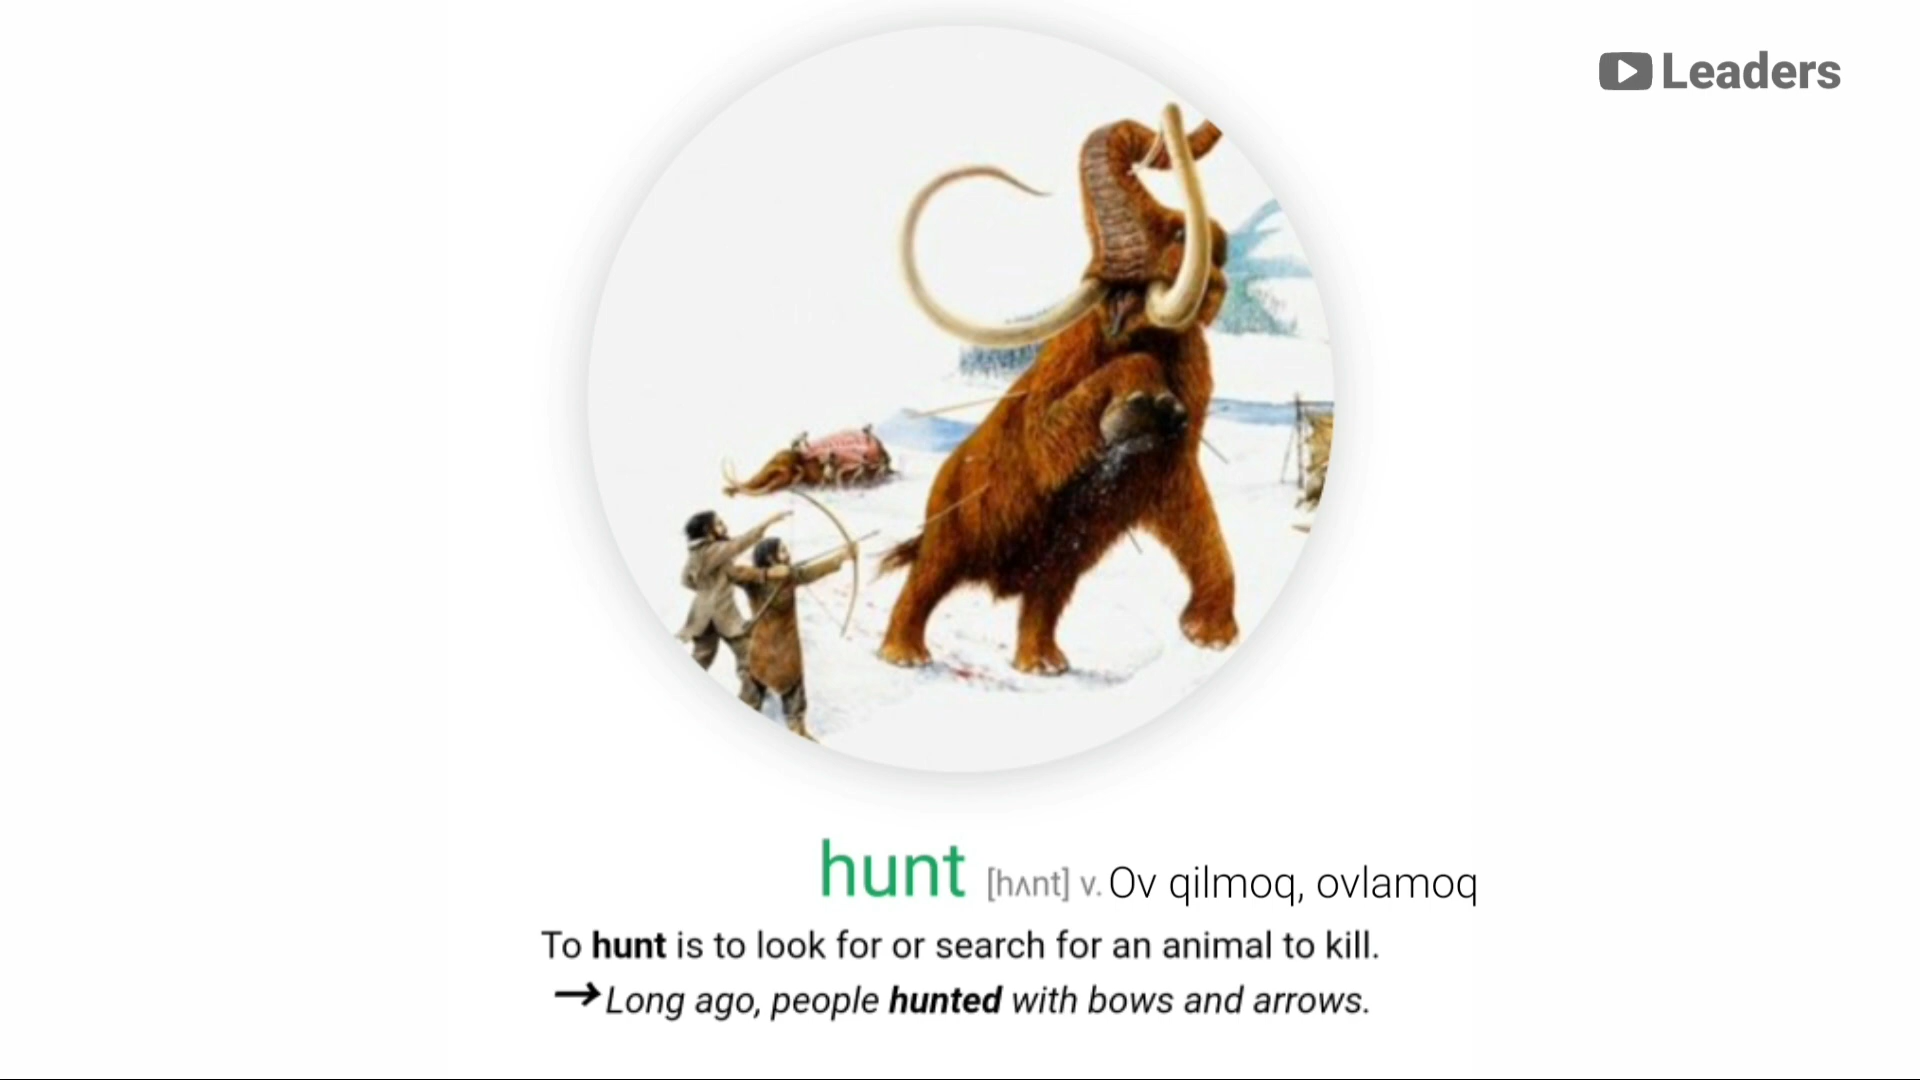 Leaders
hunt [hʌnt] v. Ov qilmoq, ovlamoq
To hunt is to look for or search for an animal to kill.
→Long ago, people hunted with bows and arrows.